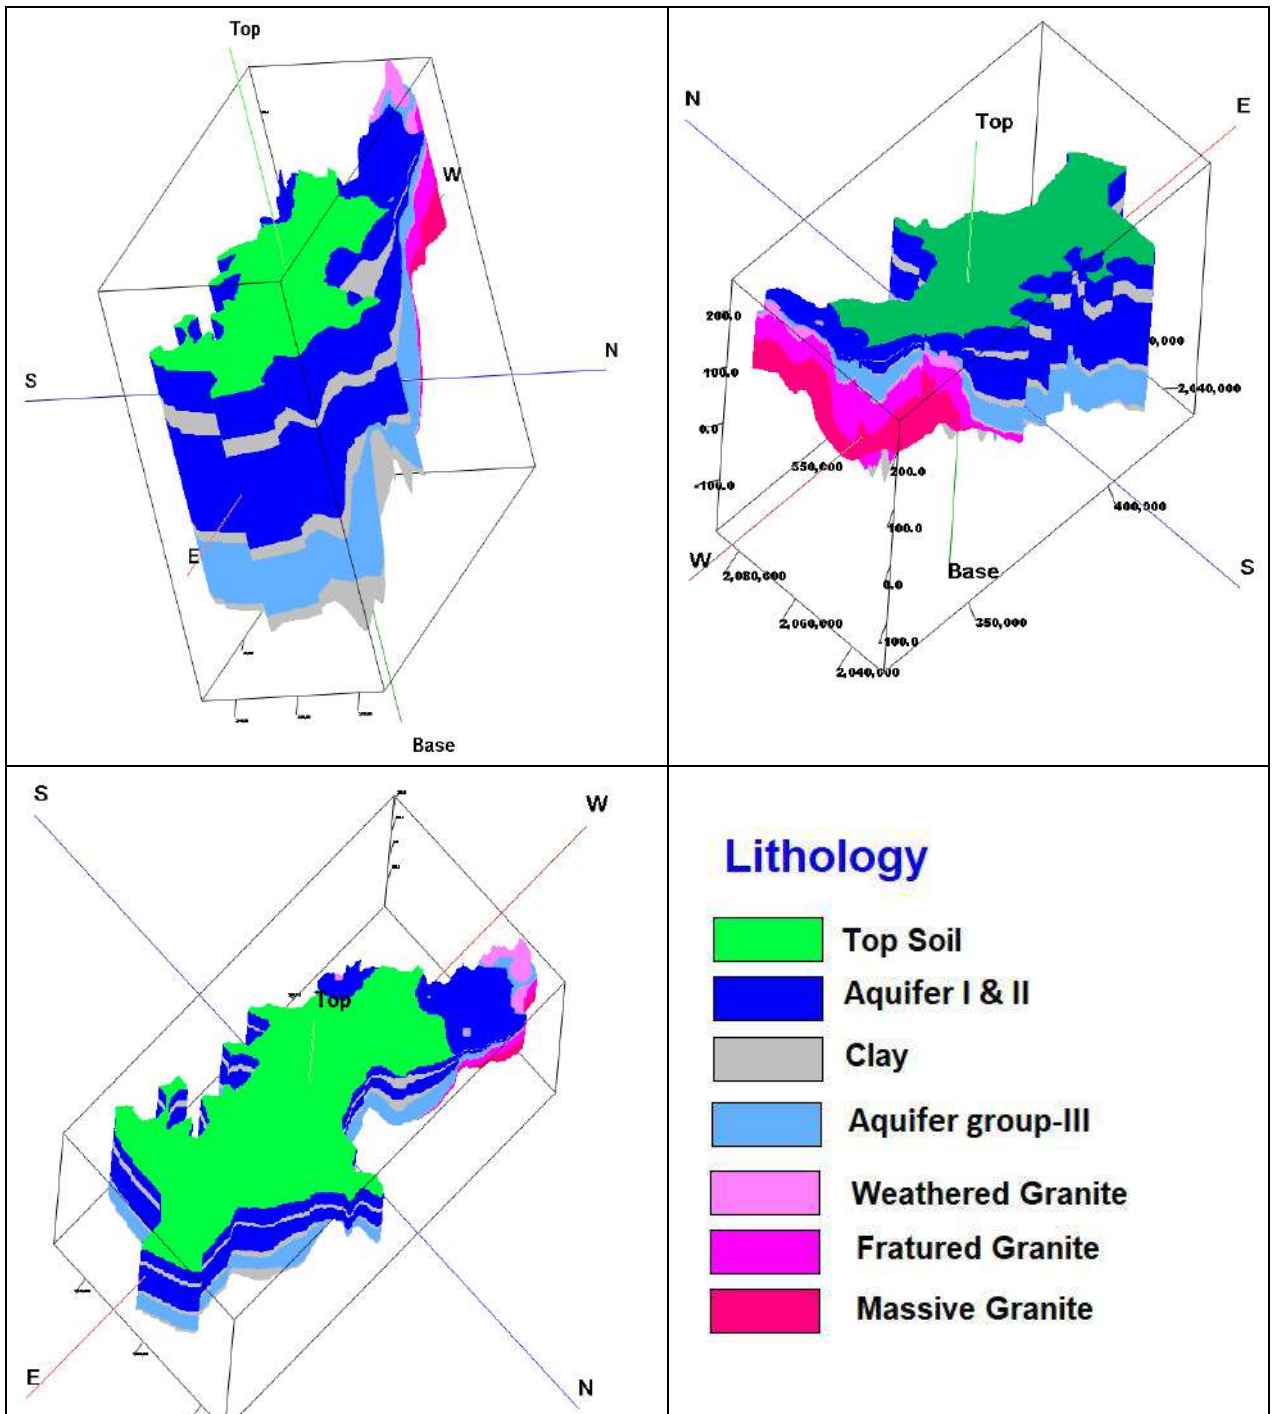 Top
W
N
S
E
Base
N
E
Top
200.0
100.0
0.0
-100.0
550,000
200.0
2,040,000
400,000
100.0
W
Base
S
2,080,000
0.0
2,060,000
350,000
2,040,000
S
W
Top
E
N
Lithology
Top Soil
Aquifer I & II
Clay
Aquifer group-III
Weathered Granite
Fratured Granite
Massive Granite